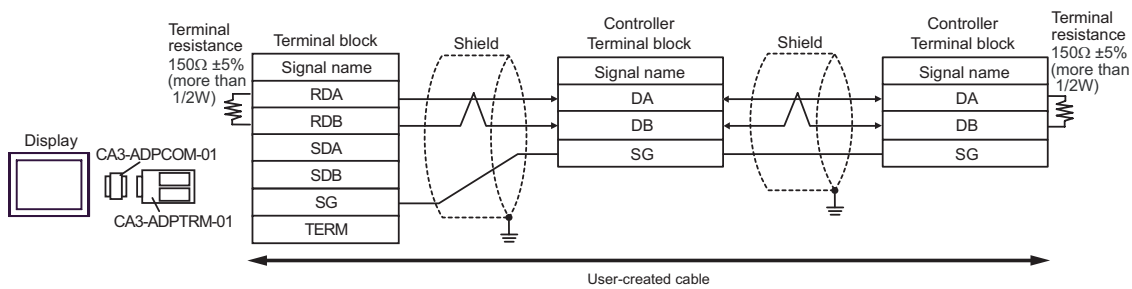 Terminal
resistance
150Ω ±5%
(more than
1/2W)
Terminal block
Signal name
RDA
RDB
SDA
SDB
SG
TERM
Shield
Controller
Terminal block
Signal name
DA
DB
SG
Shield
Controller
Terminal block
Signal name
DA
DB
SG
Terminal
resistance
150Ω ±5%
(more than
1/2W)
Display
CA3-ADPCOM-01
CA3-ADPTRM-01
User-created cable